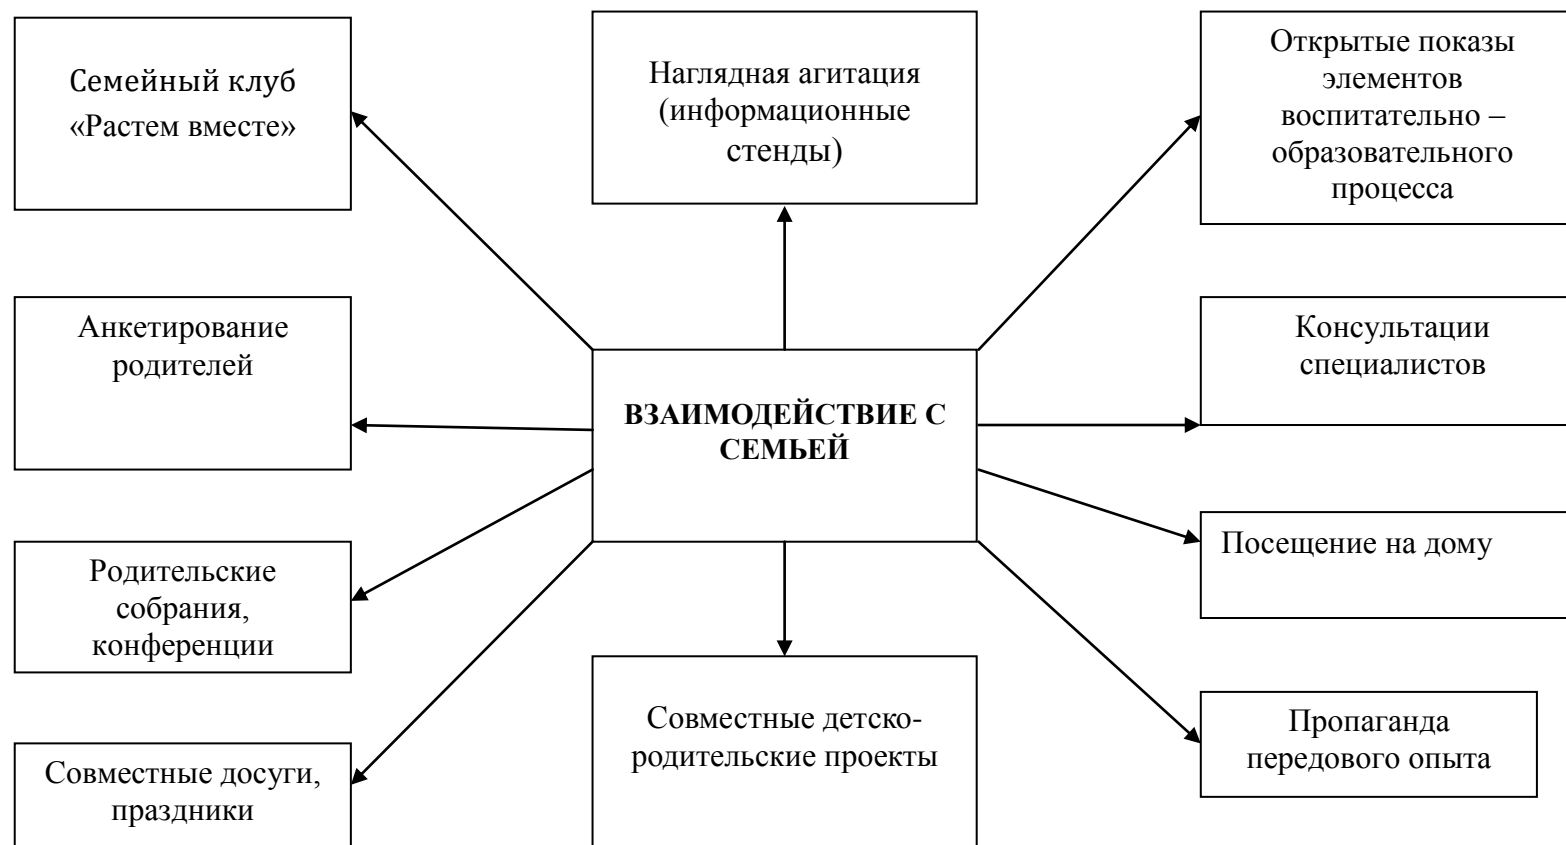 Семейный клуб
«Растем вместе»
Наглядная агитация
(информационные
стенды)
Открытые показы
элементов
воспитательно –
образовательного
процесса
Анкетирование
родителей
ВЗАИМОДЕЙСТВИЕ С
СЕМЬЕЙ
Консультации
специалистов
Родительские
собрания,
конференции
Посещение на дому
Совместные досуги,
праздники
Совместные детско-
родительские проекты
Пропаганда
передового опыта